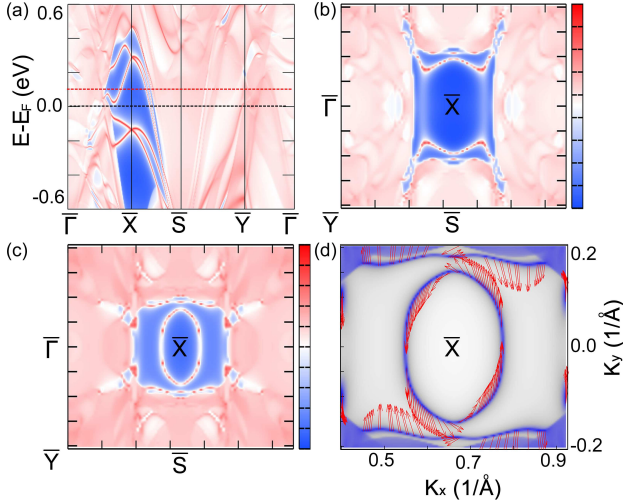 (a)
E-E_F (eV)
0.6
0.0
-0.6
Γ̅ X̅ S̅ Y̅ Γ̅
(b)
Γ̅
X̅
Y̅ S̅
(c)
Γ̅
X̅
Y̅ S̅
(d)
X̅
0.2
0.0
-0.2
K_y (1/Å)
0.5 0.7 0.9
K_x (1/Å)